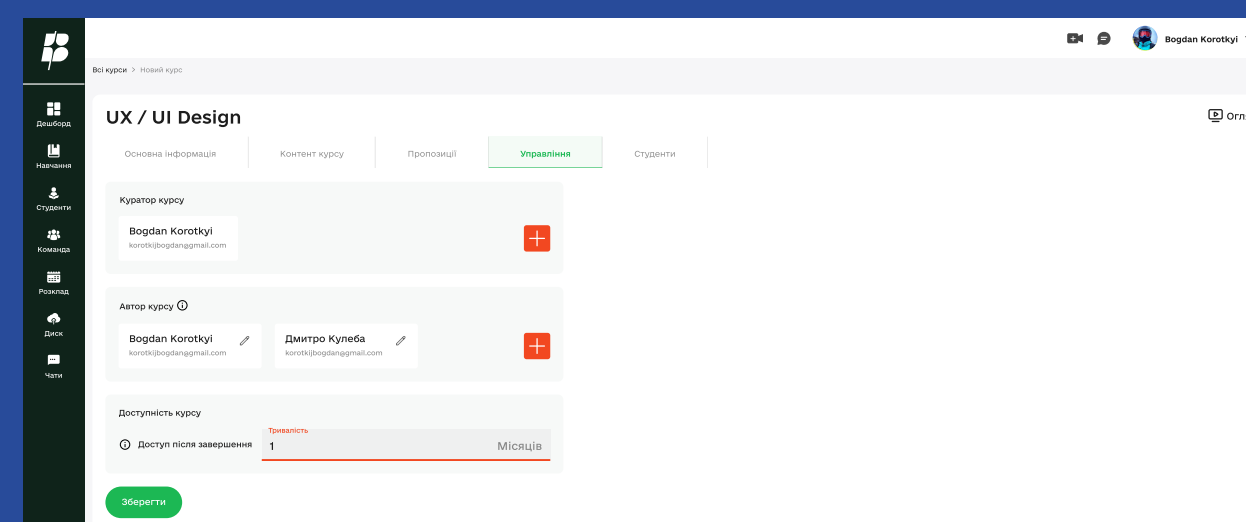 Bogdan Korotkyi
Всі курси > Новий курс
Дешборд
Навчання
Студенти
Команда
Розклад
Диск
Чати
UX / UI Design
Основна інформація
Контент курсу
Пропозиції
Управління
Студенти
Куратор курсу
Bogdan Korotkyi
korotkijbogdan@gmail.com
Автор курсу
Bogdan Korotkyi
korotkijbogdan@gmail.com
Дмитро Кулеба
korotkijbogdan@gmail.com
Доступність курсу
Доступ після завершення
Тривалість
1
Місяців
Зберегти